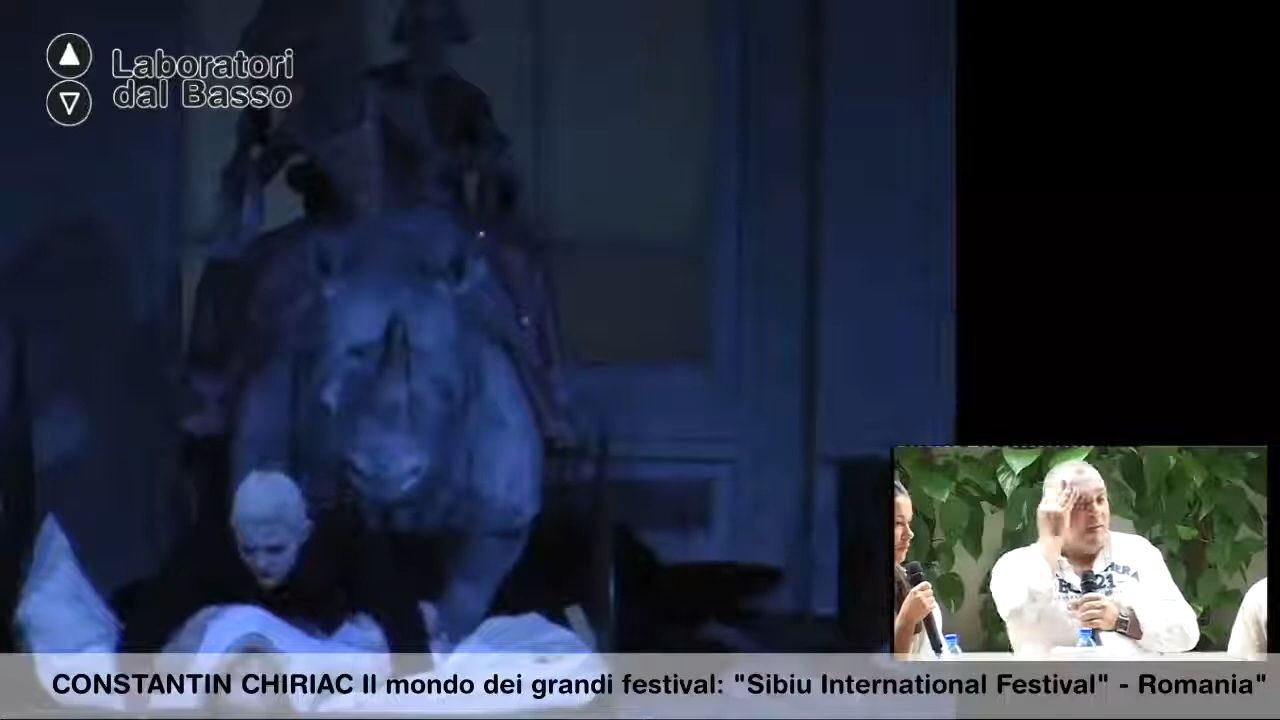 Laboratori
dal Basso
CONSTANTIN CHIRIAC Il mondo dei grandi festival: "Sibiu International Festival" - Romania"